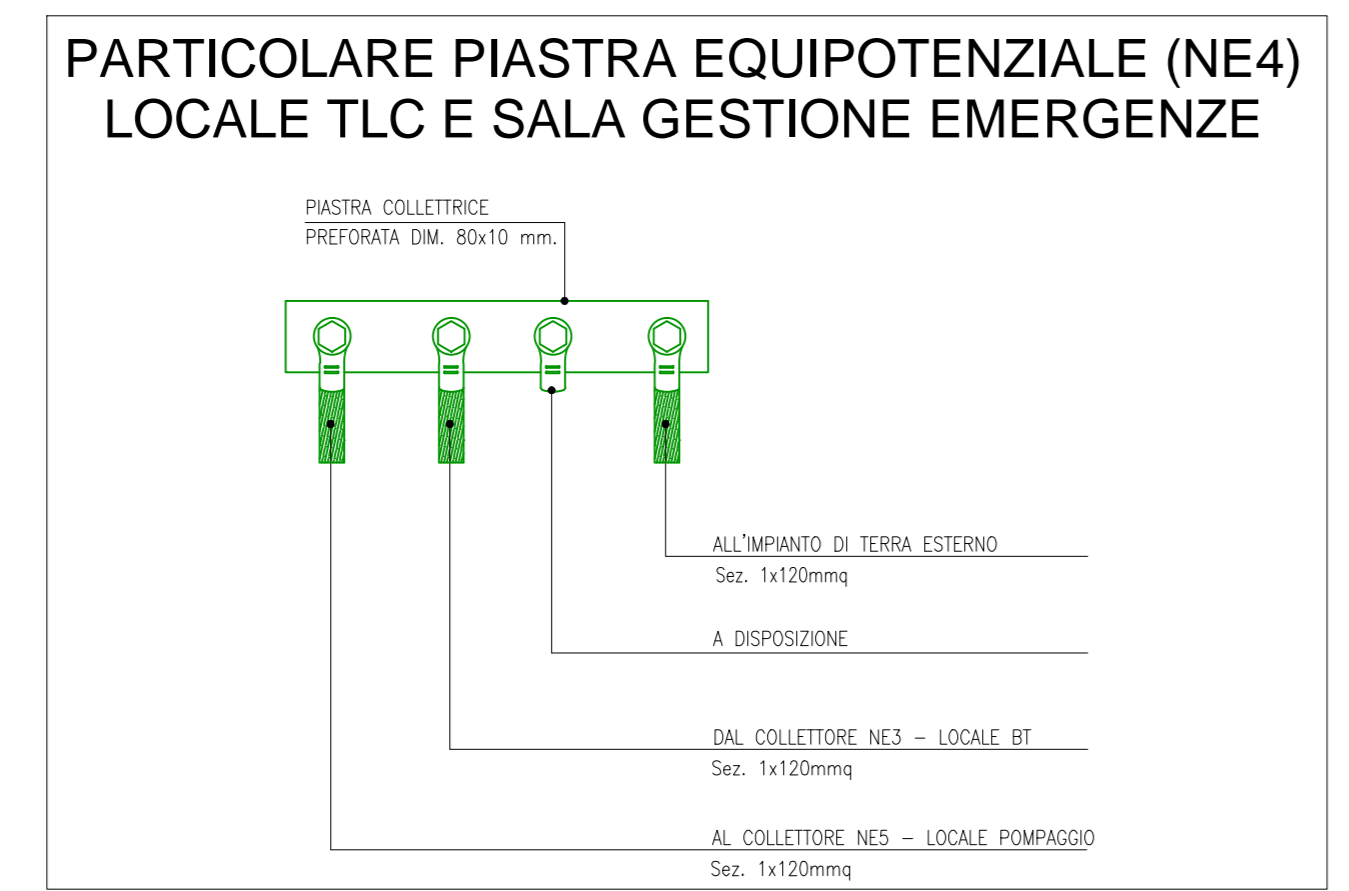 PARTICOLARE PIASTRA EQUIPOTENZIALE (NE4)
LOCALE TLC E SALA GESTIONE EMERGENZE
PIASTRA COLLETTRICE
PREFORATA DIM. 80x10 mm.
ALL'IMPIANTO DI TERRA ESTERNO
Sez. 1x120mmq
A DISPOSIZIONE
DAL COLLETTORE NE3 – LOCALE BT
Sez. 1x120mmq
AL COLLETTORE NE5 – LOCALE POMPAGGIO
Sez. 1x120mmq